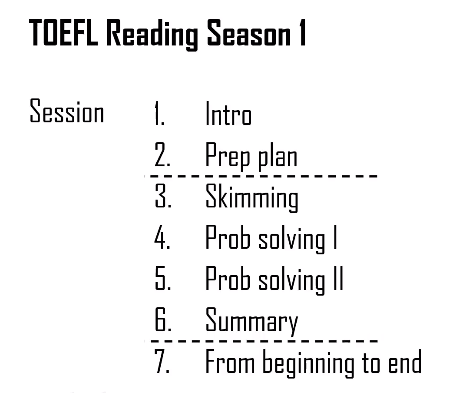 TOEFL Reading Season 1
Session 1. Intro
2. Prep plan
3. Skimming
4. Prob solving I
5. Prob solving II
6. Summary
7. From beginning to end